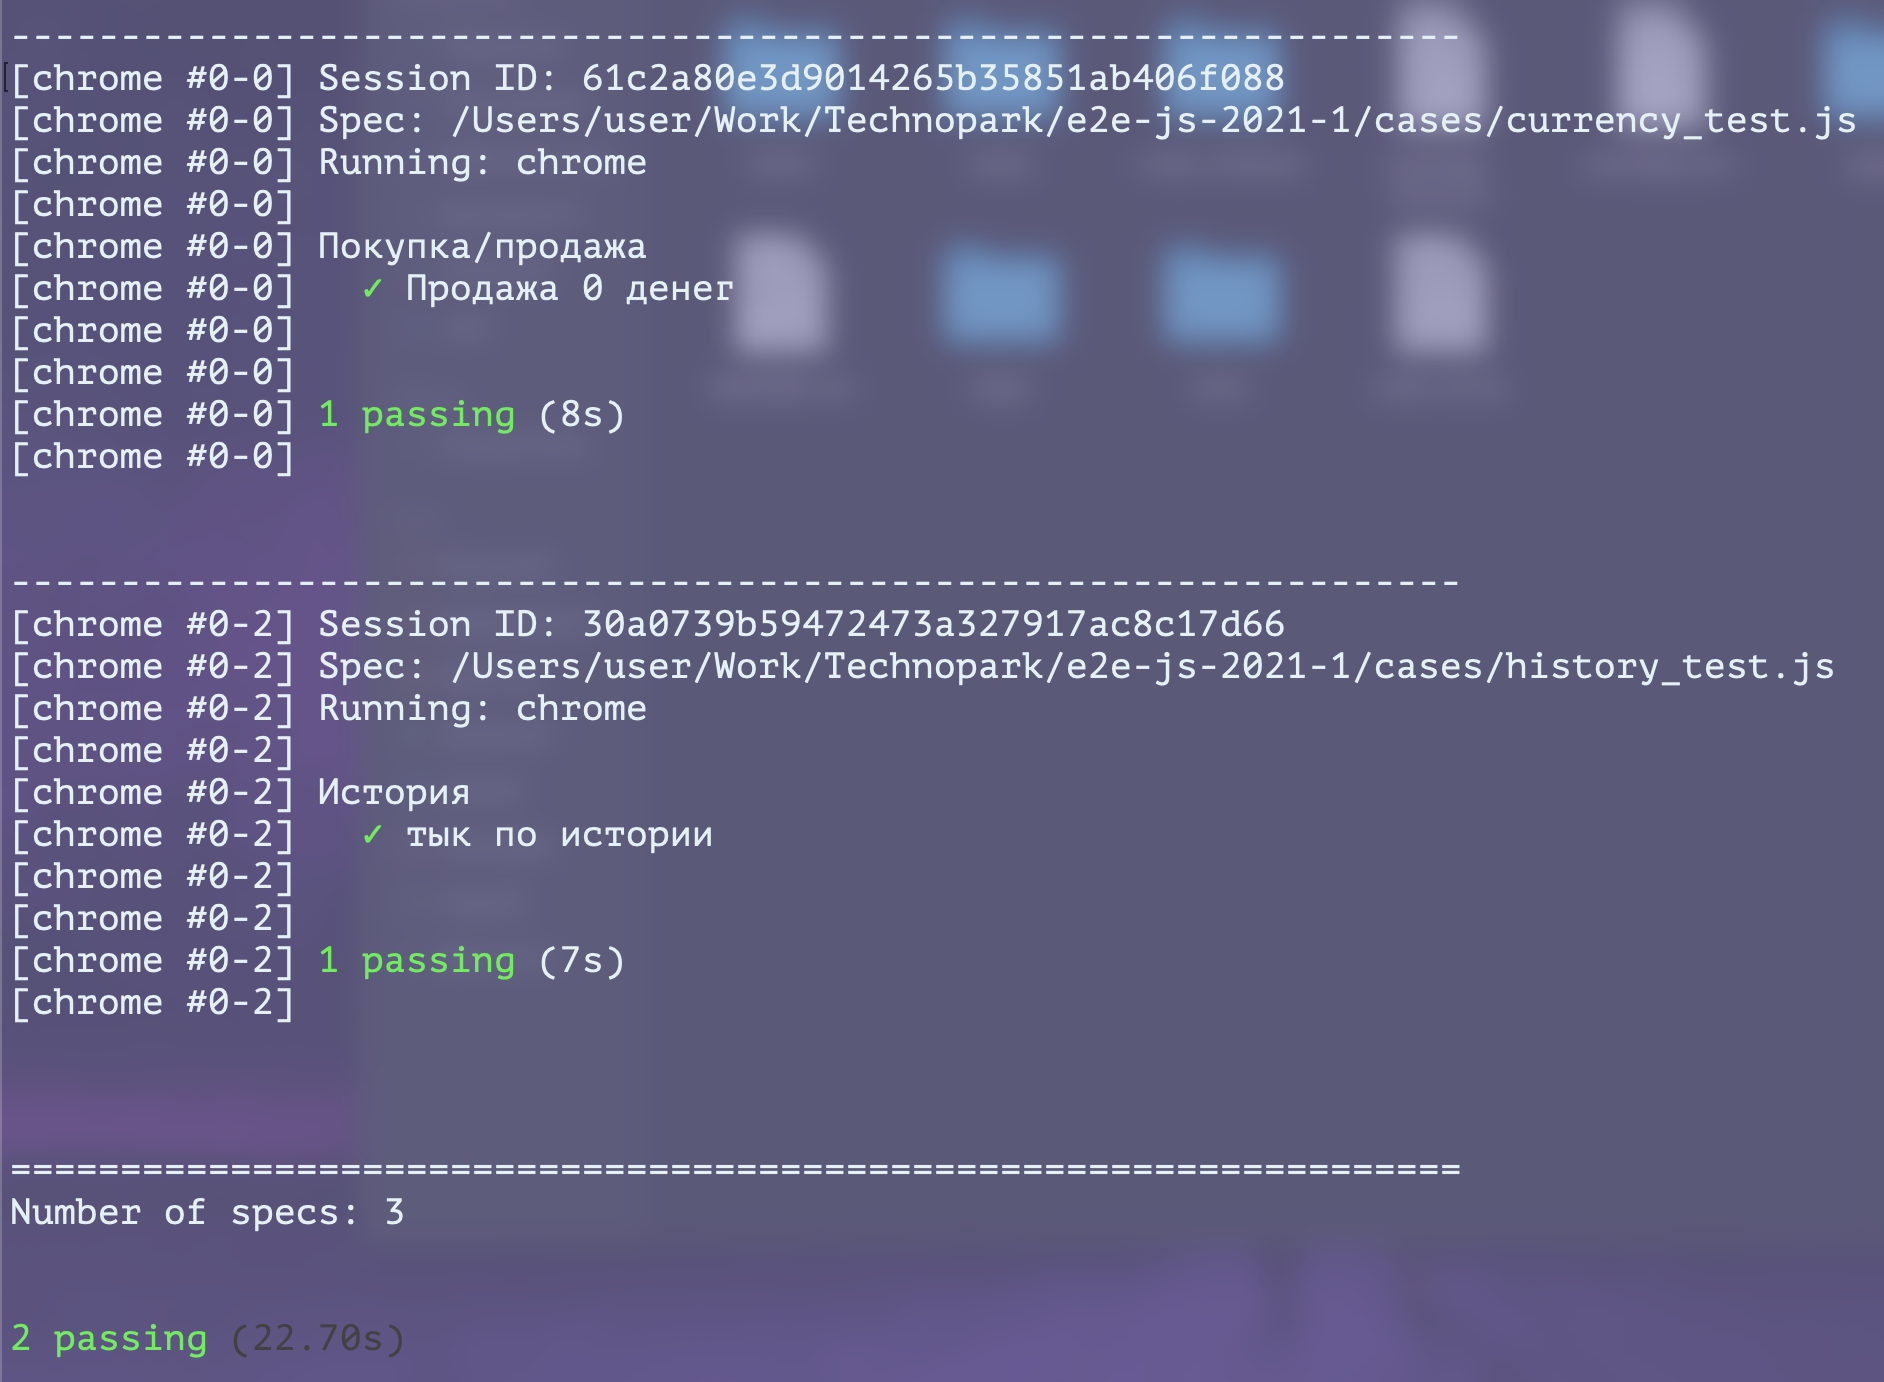 ------------------------------------------------------------------
[chrome #0-0] Session ID: 61c2a80e3d9014265b35851ab406f088
[chrome #0-0] Spec: /Users/user/Work/Technopark/e2e-js-2021-1/cases/currency_test.js
[chrome #0-0] Running: chrome
[chrome #0-0]
[chrome #0-0] Покупка/продажа
[chrome #0-0]   ✓ Продажа 0 денег
[chrome #0-0]
[chrome #0-0]
[chrome #0-0] 1 passing (8s)
[chrome #0-0]
------------------------------------------------------------------
[chrome #0-2] Session ID: 30a0739b59472473a327917ac8c17d66
[chrome #0-2] Spec: /Users/user/Work/Technopark/e2e-js-2021-1/cases/history_test.js
[chrome #0-2] Running: chrome
[chrome #0-2]
[chrome #0-2] История
[chrome #0-2]   ✓ тык по истории
[chrome #0-2]
[chrome #0-2]
[chrome #0-2] 1 passing (7s)
[chrome #0-2]
==================================================================
Number of specs: 3
2 passing (22.70s)